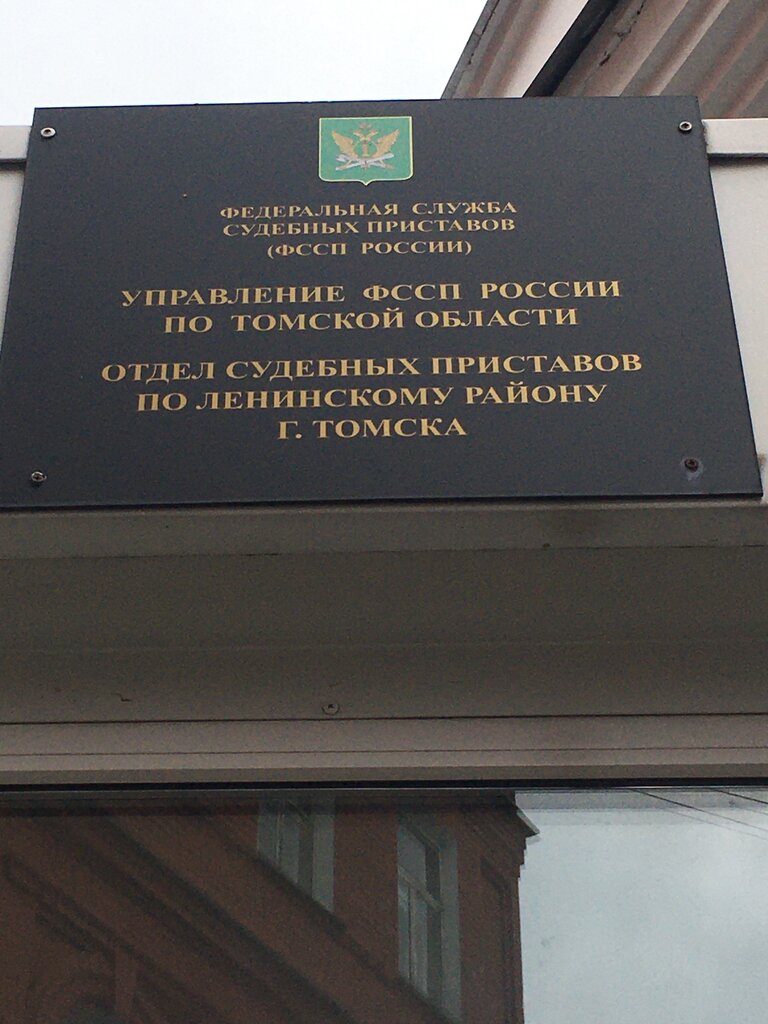 ФЕДЕРАЛЬНАЯ СЛУЖБА
СУДЕБНЫХ ПРИСТАВОВ
(ФССП РОССИИ)
УПРАВЛЕНИЕ ФССП РОССИИ
ПО ТОМСКОЙ ОБЛАСТИ
ОТДЕЛ СУДЕБНЫХ ПРИСТАВОВ
ПО ЛЕНИНСКОМУ РАЙОНУ
Г. ТОМСКА